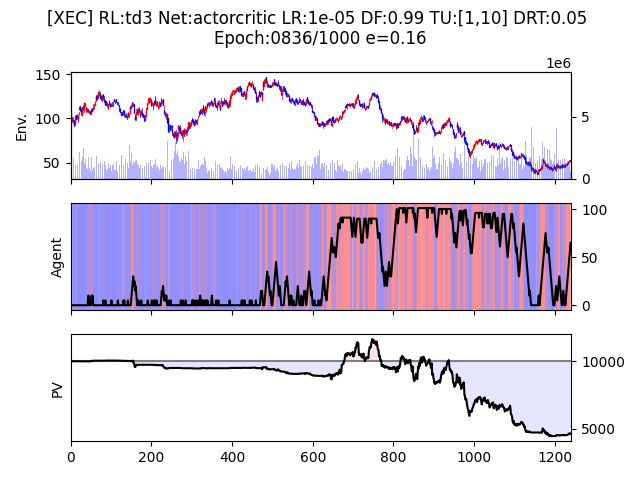 [XEC] RL:td3 Net:actorcritic LR:1e-05 DF:0.99 TU:[1,10] DRT:0.05
Epoch:0836/1000 e=0.16
1e6
150
100
50
Env.
5
0
Agent
100
50
0
PV
10000
5000
0 200 400 600 800 1000 1200